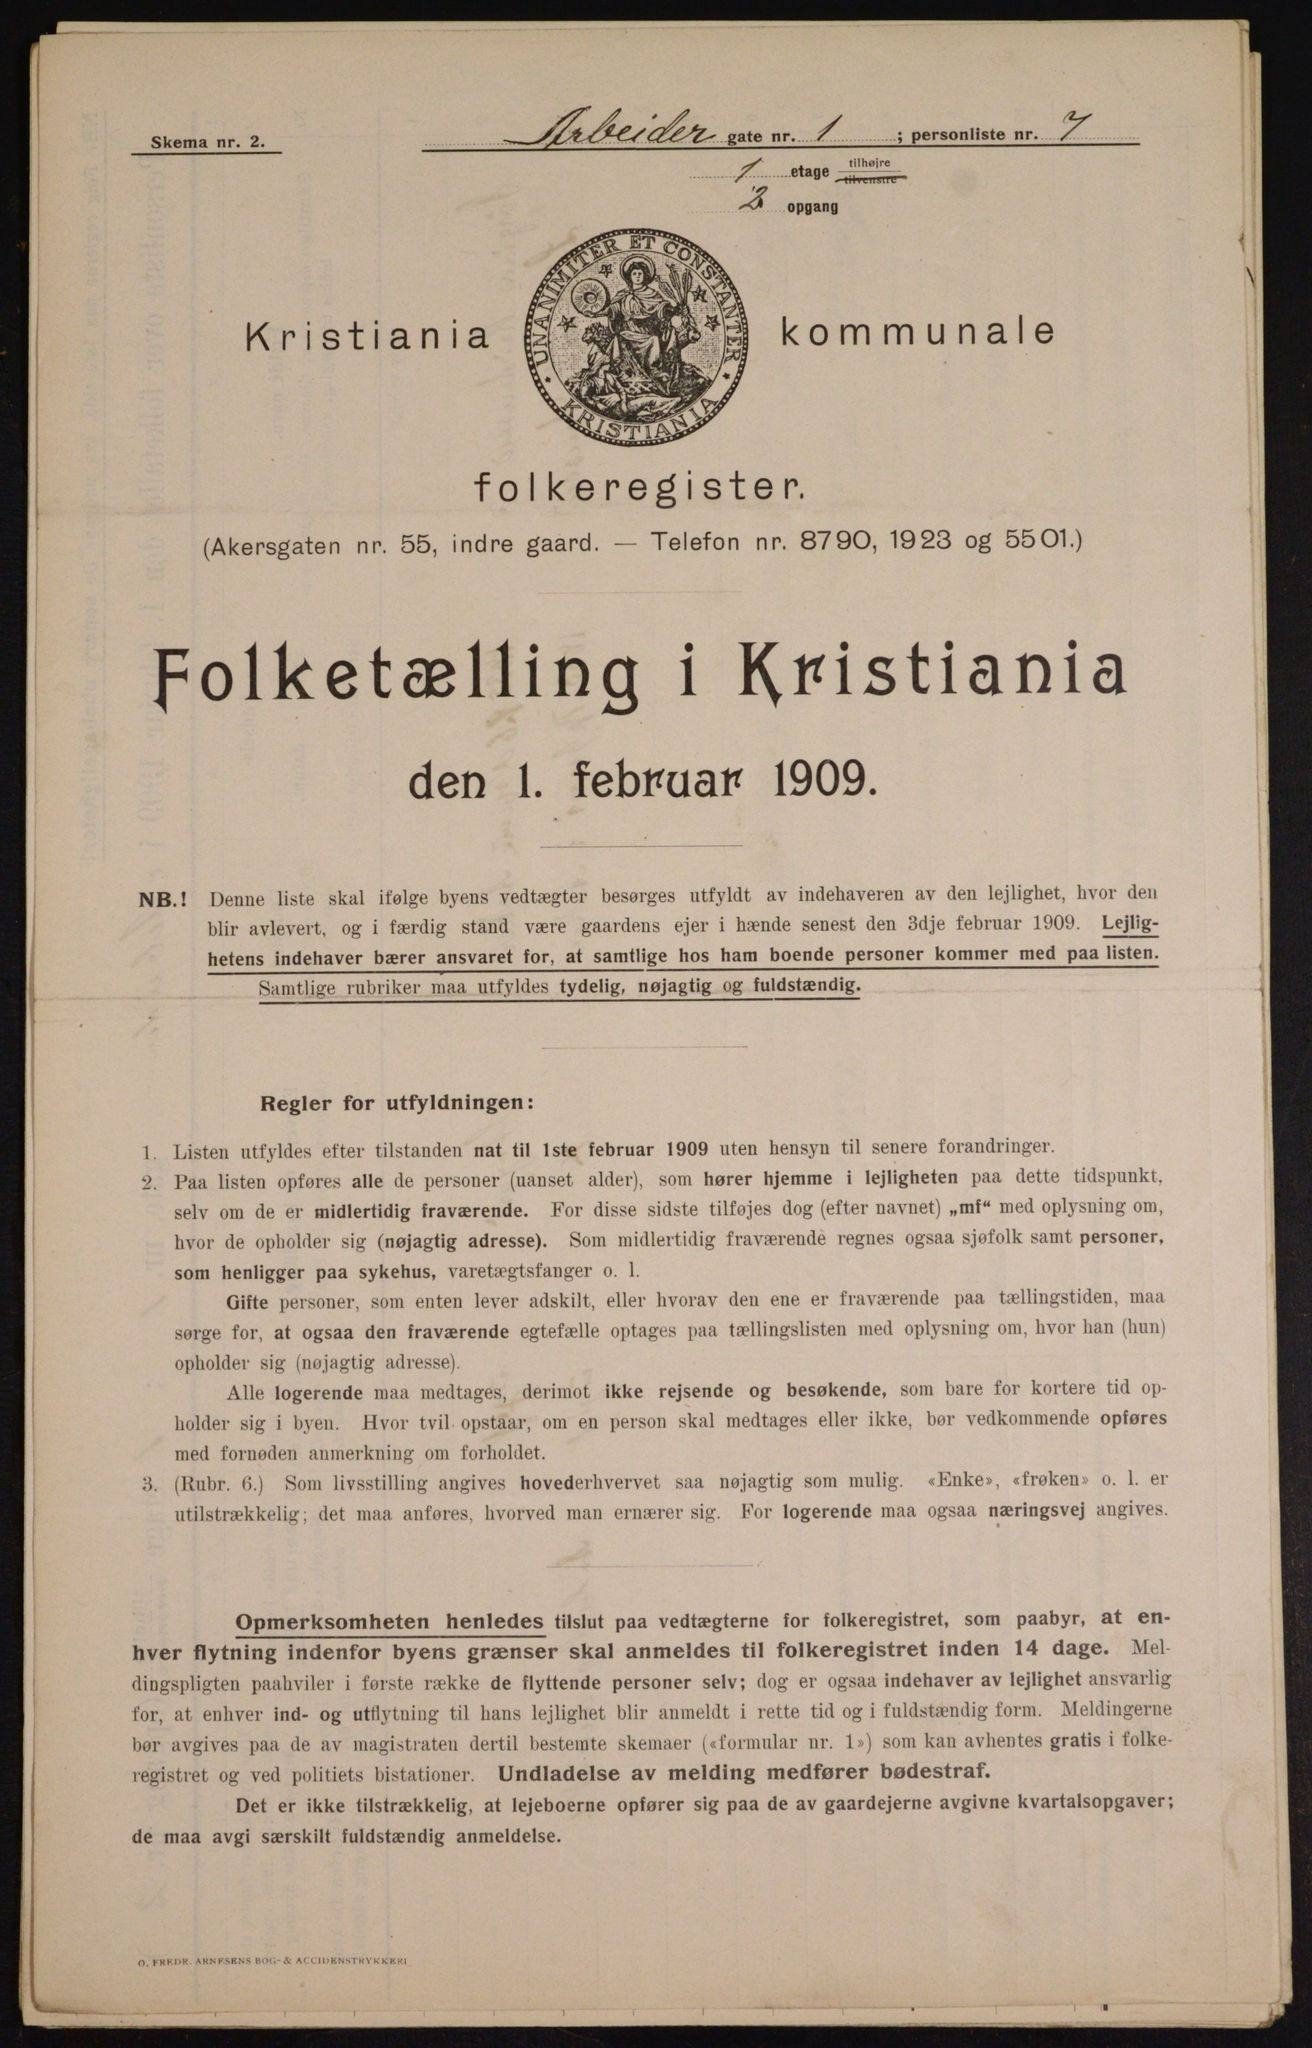 Skema nr. 2.
Arbeider gate nr. 1 ; personliste nr. 7
1 etage tilhøjre tilvenstre
2 opgang
UNANIMITER ET CONSTANTER
KRISTIANIA
Kristiania kommunale
folkeregister.
(Akersgaten nr. 55, indre gaard. — Telefon nr. 8790, 1923 og 5501.)
Folketælling i Kristiania
den 1. februar 1909.
NB.! Denne liste skal ifølge byens vedtægter besørges utfyldt av indehaveren av den lejlighet, hvor den
blir avlevert, og i færdig stand være gaardens ejer i hænde senest den 3dje februar 1909. Lejlig-
hetens indehaver bærer ansvaret for, at samtlige hos ham boende personer kommer med paa listen.
Samtlige rubriker maa utfyldes tydelig, nøjagtig og fuldstændig.
Regler for utfyldningen:
1. Listen utfyldes efter tilstanden nat til 1ste februar 1909 uten hensyn til senere forandringer.
2. Paa listen opføres alle de personer (uanset alder), som hører hjemme i lejligheten paa dette tidspunkt,
selv om de er midlertidig fraværende. For disse sidste tilføjes dog (efter navnet) „mf“ med oplysning om,
hvor de opholder sig (nøjagtig adresse). Som midlertidig fraværende regnes ogsaa sjøfolk samt personer,
som henligger paa sykehus, varetægtsfanger o. l.
Gifte personer, som enten lever adskilt, eller hvorav den ene er fraværende paa tællingstiden, maa
sørge for, at ogsaa den fraværende egtefælle optages paa tællingslisten med oplysning om, hvor han (hun)
opholder sig (nøjagtig adresse).
Alle logerende maa medtages, derimot ikke rejsende og besøkende, som bare for kortere tid op-
holder sig i byen. Hvor tvil opstaar, om en person skal medtages eller ikke, bør vedkommende opføres
med fornøden anmerkning om forholdet.
3. (Rubr. 6.) Som livsstilling angives hovederhvervet saa nøjagtig som mulig. «Enke», «frøken» o. l. er
utilstrækkelig; det maa anføres, hvorved man ernærer sig. For logerende maa ogsaa næringsvej angives.
Opmerksomheten henledes tilslut paa vedtægterne for folkeregistret, som paabyr, at en-
hver flytning indenfor byens grænser skal anmeldes til folkeregistret inden 14 dage. Mel-
dingspligten paahviler i første række de flyttende personer selv; dog er ogsaa indehaver av lejlighet ansvarlig
for, at enhver ind- og utflytning til hans lejlighet blir anmeldt i rette tid og i fuldstændig form. Meldingerne
bør avgives paa de av magistraten dertil bestemte skemaer («formular nr. 1») som kan avhentes gratis i folke-
registret og ved politiets bistationer. Undladelse av melding medfører bødestraf.
Det er ikke tilstrækkelig, at lejeboerne opfører sig paa de av gaardejerne avgivne kvartalsopgaver;
de maa avgi særskilt fuldstændig anmeldelse.
O. FREDR. ARNESENS BOG- & ACCIDENSTRYKKERI